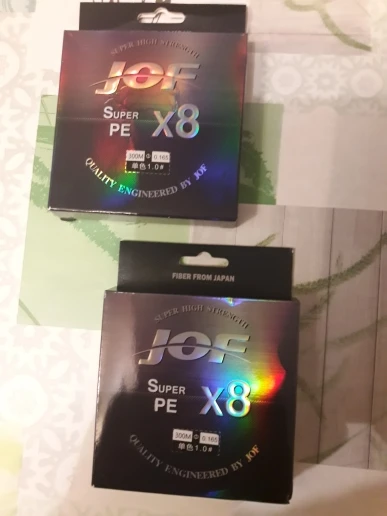 SUPER HIGH STRENGTH
JOF
SUPER
PE X8
300M 0.165
单色1.0#
QUALITY ENGINEERED BY JOF
FIBER FROM JAPAN
SUPER HIGH STRENGTH
JOF
SUPER
PE X8
300M 0.165
单色1.0#
QUALITY ENGINEERED BY JOF